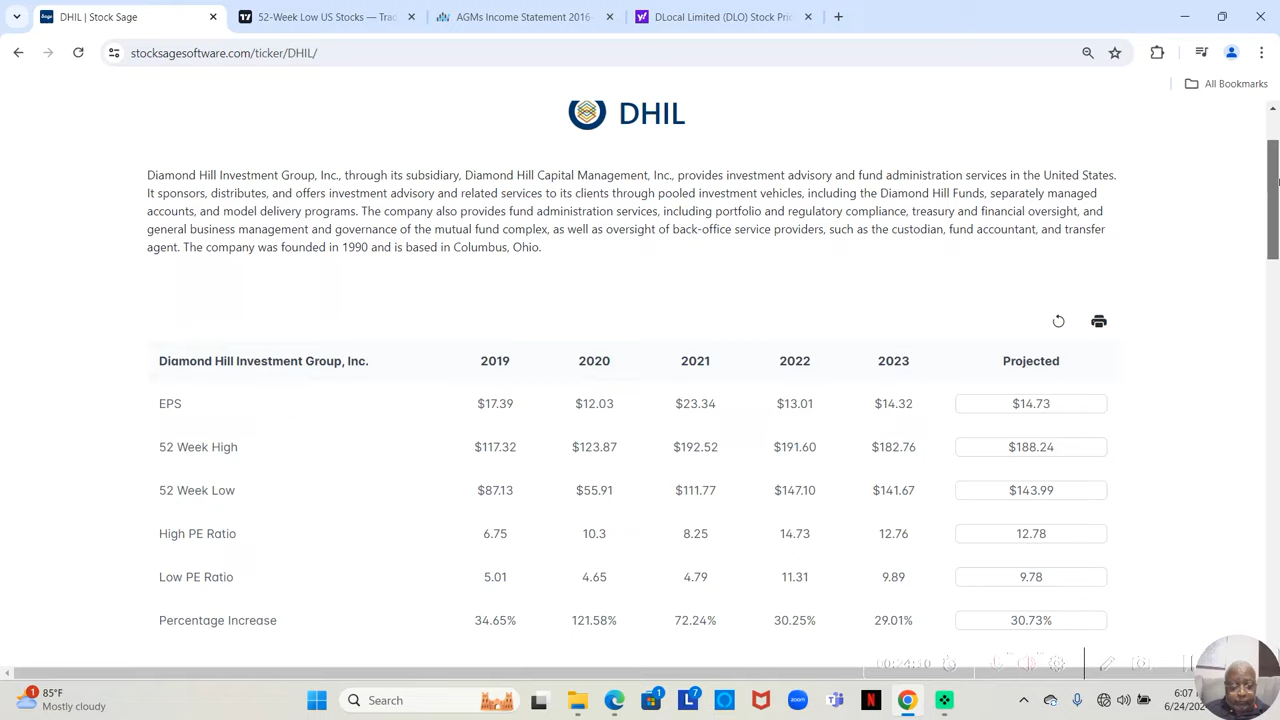 DHIL | Stock Sage
52-Week Low US Stocks — Trad
AGM Income Statement 2016-
DLocal Limited (DLO) Stock Pric
stocksagesoftware.com/ticker/DHIL/
All Bookmarks
DHIL
Diamond Hill Investment Group, Inc., through its subsidiary, Diamond Hill Capital Management, Inc., provides investment advisory and fund administration services in the United States.
It sponsors, distributes, and offers investment advisory and related services to its clients through pooled investment vehicles, including the Diamond Hill Funds, separately managed
accounts, and model delivery programs. The company also provides fund administration services, including portfolio and regulatory compliance, treasury and financial oversight, and
general business management and governance of the mutual fund complex, as well as oversight of back-office service providers, such as the custodian, fund accountant, and transfer
agent. The company was founded in 1990 and is based in Columbus, Ohio.
Diamond Hill Investment Group, Inc. 2019 2020 2021 2022 2023 Projected
EPS $17.39 $12.03 $23.34 $13.01 $14.32 $14.73
52 Week High $117.32 $123.87 $192.52 $191.60 $182.76 $188.24
52 Week Low $87.13 $55.91 $111.77 $147.10 $141.67 $143.99
High PE Ratio 6.75 10.3 8.25 14.73 12.76 12.78
Low PE Ratio 5.01 4.65 4.79 11.31 9.89 9.78
Percentage Increase 34.65% 121.58% 72.24% 30.25% 29.01% 30.73%
00:24:10
1 85°F
Mostly cloudy
Search
1
7
6:07
6/24/202